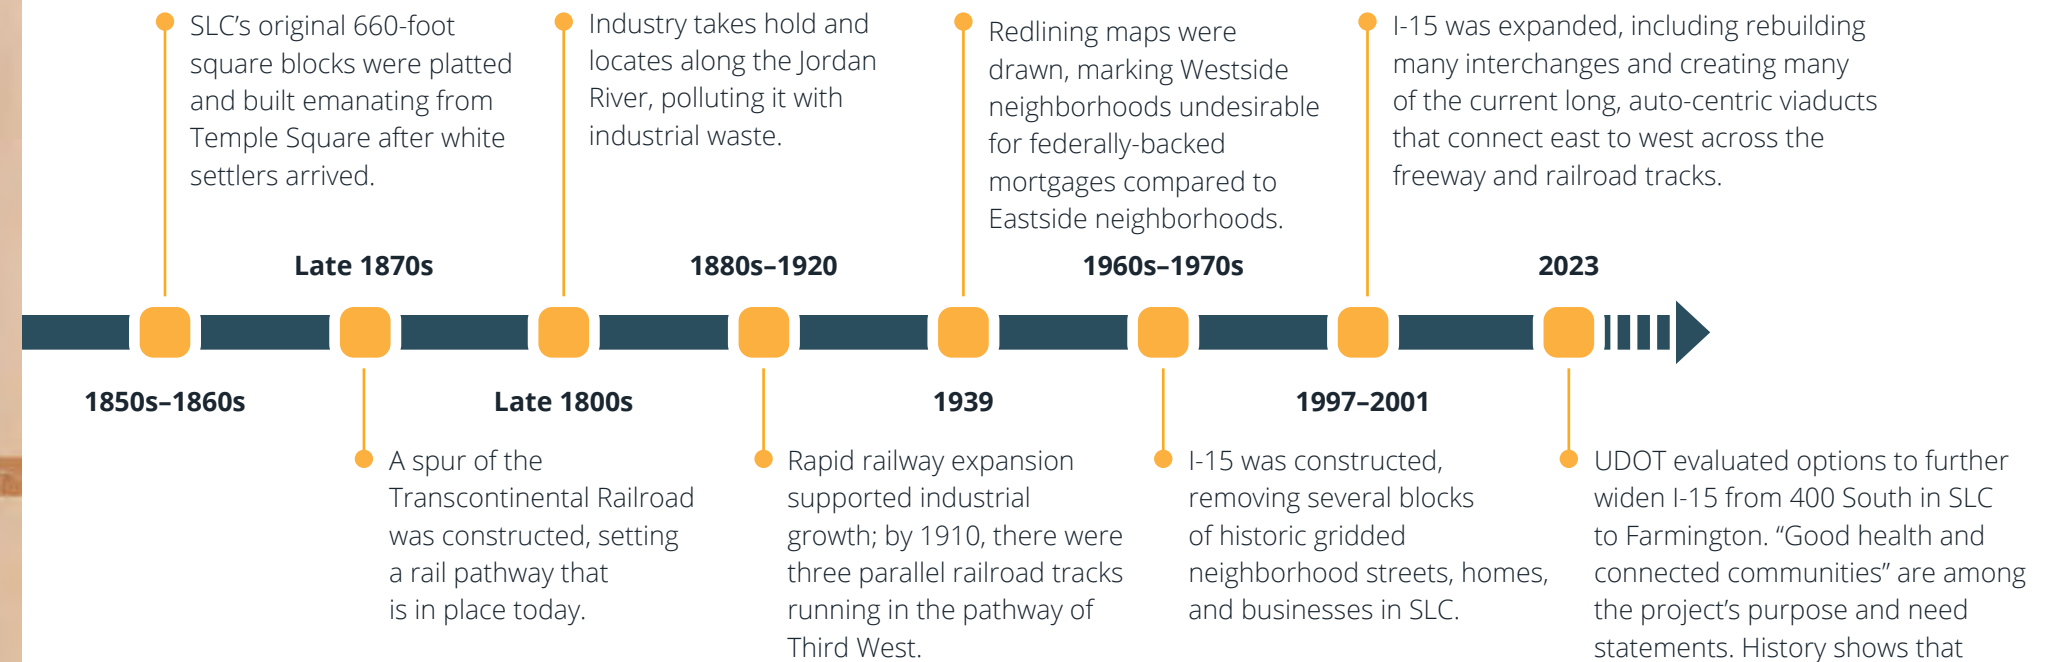 SLC’s original 660-foot
square blocks were platted
and built emanating from
Temple Square after white
settlers arrived.
1850s–1860s
Late 1870s
A spur of the
Transcontinental Railroad
was constructed, setting
a rail pathway that
is in place today.
Industry takes hold and
locates along the Jordan
River, polluting it with
industrial waste.
Late 1800s
1880s–1920
Rapid railway expansion
supported industrial
growth; by 1910, there were
three parallel railroad tracks
running in the pathway of
Third West.
Redlining maps were
drawn, marking Westside
neighborhoods undesirable
for federally-backed
mortgages compared to
Eastside neighborhoods.
1939
1960s–1970s
I-15 was constructed,
removing several blocks
of historic gridded
neighborhood streets, homes,
and businesses in SLC.
I-15 was expanded, including rebuilding
many interchanges and creating many
of the current long, auto-centric viaducts
that connect east to west across the
freeway and railroad tracks.
1997–2001
2023
UDOT evaluated options to further
widen I-15 from 400 South in SLC
to Farmington. “Good health and
connected communities” are among
the project’s purpose and need
statements. History shows that